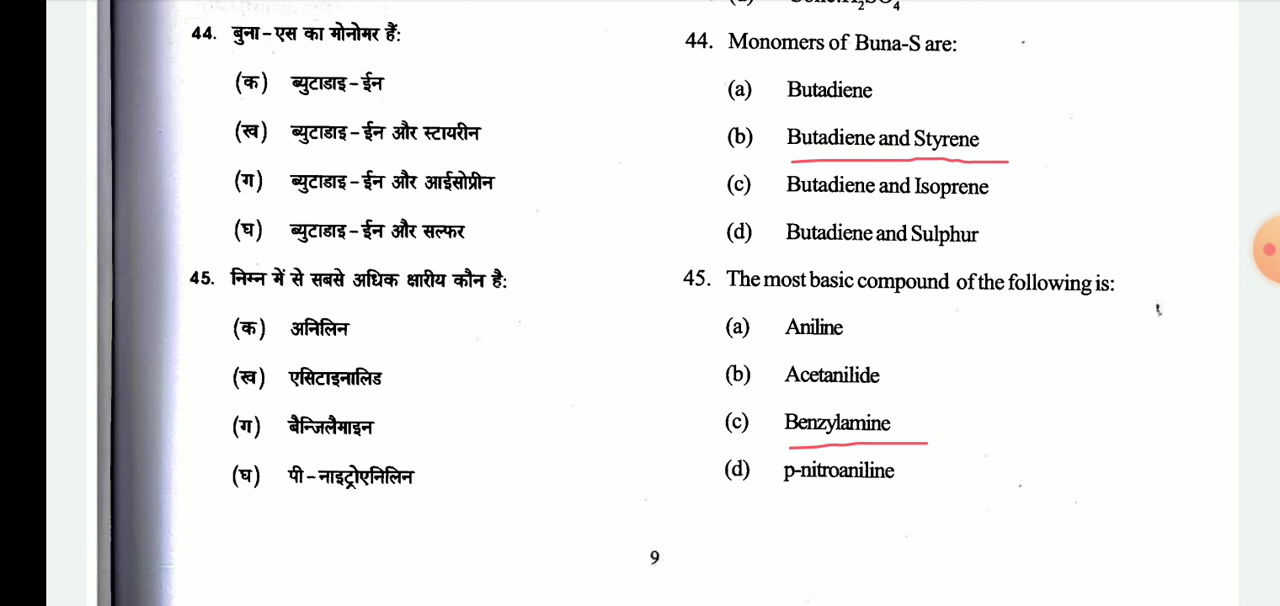 44. बुना-एस का मोनोमर हैं:
(क) ब्युटाडाइ-ईन
(ख) ब्युटाडाइ-ईन और स्टायरीन
(ग) ब्युटाडाइ-ईन और आईसोप्रीन
(घ) ब्युटाडाइ-ईन और सल्फर
45. निम्न में से सबसे अधिक क्षारीय कौन है:
(क) अनिलिन
(ख) एसिटाइनालिड
(ग) बैन्जिलैमाइन
(घ) पी-नाइट्रोएनिलिन
44. Monomers of Buna-S are:
(a) Butadiene
(b) Butadiene and Styrene
(c) Butadiene and Isoprene
(d) Butadiene and Sulphur
45. The most basic compound of the following is:
(a) Aniline
(b) Acetanilide
(c) Benzylamine
(d) p-nitroaniline
9